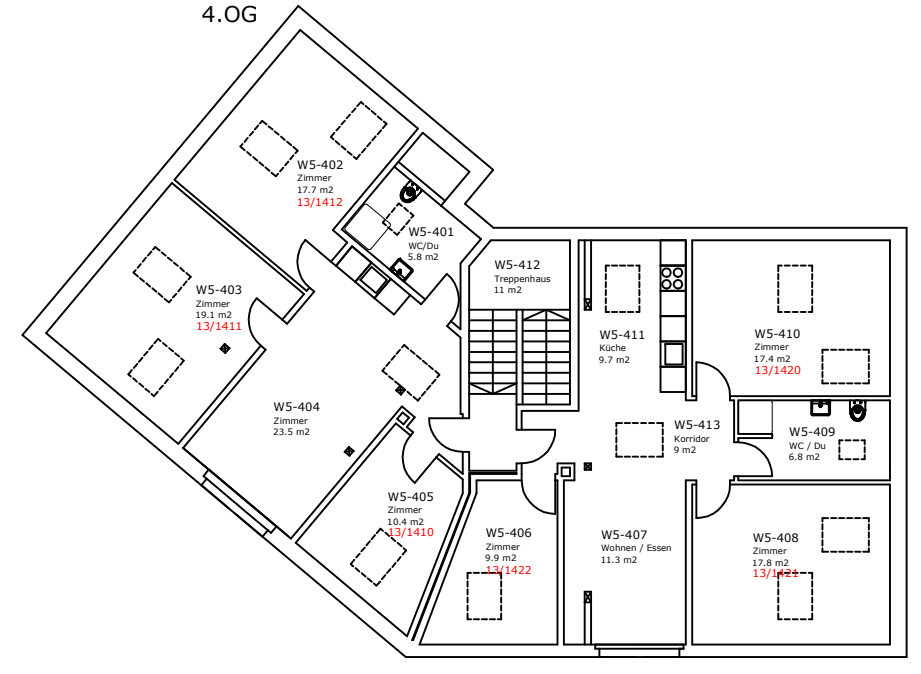 4.OG
W5-402
Zimmer
17.7 m2
13/1412
W5-401
WC/Du
5.8 m2
W5-412
Treppenhaus
11 m2
W5-403
Zimmer
19.1 m2
13/1411
W5-411
Küche
9.7 m2
W5-410
Zimmer
17.4 m2
13/1420
W5-404
Zimmer
23.5 m2
W5-413
Korridor
9 m2
W5-409
WC / Du
6.8 m2
W5-405
Zimmer
10.4 m2
13/1410
W5-406
Zimmer
9.9 m2
13/1422
W5-407
Wohnen / Essen
11.3 m2
W5-408
Zimmer
17.8 m2
13/1421